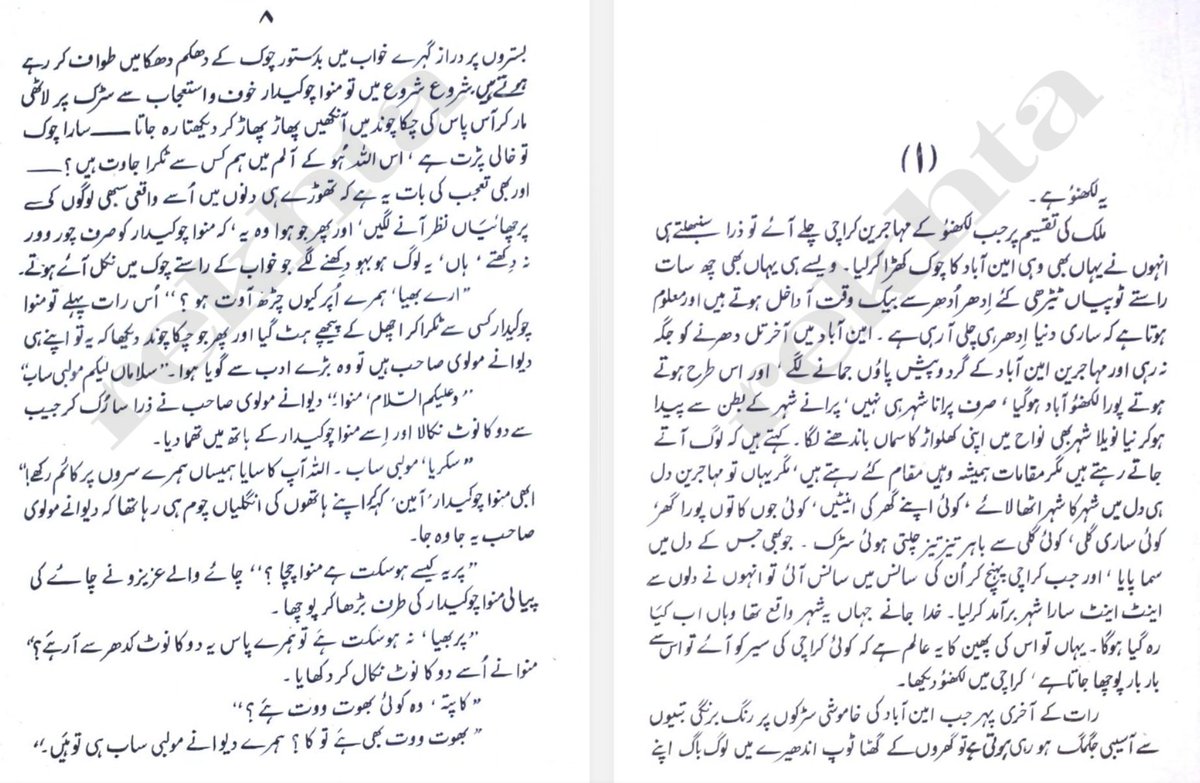 (۱)
یہ لکھنؤ ہے۔
ملک کی تقسیم پر جب لکھنؤ کے مہاجرین کراچی چلے آئے تو ذرا سنبھلتے ہی
انہوں نے یہاں بھی وہی امین آباد کا چوک کھڑا کر لیا۔ ویسے ہی یہاں بھی چھ سات
راستے ٹوپیاں ٹیڑھی کئے اِدھر اُدھر سے بیک وقت آ داخل ہوتے ہیں اور معلوم
ہوتا ہے کہ ساری دنیا اِدھر ہی چلی آ رہی ہے۔ امین آباد میں آخر تل دھرنے کو جگہ
نہ رہی اور مہاجرین امین آباد کے گرد و پیش پاؤں جمانے لگے، اور اس طرح ہوتے
ہوتے پورا لکھنؤ آباد ہو گیا، صرف پرانا شہر ہی نہیں، پرانے شہر کے بطن سے پیدا
ہو کر نیا نویلا شہر بھی نواح میں اپنی کھلواڑ کا سماں باندھنے لگا۔ کہتے ہیں کہ لوگ آتے
جاتے رہتے ہیں مگر مقامات ہمیشہ وہیں مقام کئے رہتے ہیں، مگر یہاں تو مہاجرین دل
ہی دل میں شہر کا شہر اٹھا لائے، کوئی اپنے گھر کی اینٹیں، کوئی جوں کا توں پورا گھر،
کوئی ساری گلی، کوئی گلی سے باہر تیز تیز چلتی ہوئی سڑک۔ جو بھی جس کے دل میں
سما پایا، اور جب کراچی پہنچ کر اُن کی سانس میں سانس آئی تو انہوں نے دلوں سے
اینٹ اینٹ سارا شہر برآمد کر لیا۔ خدا جانے جہاں یہ شہر واقع تھا وہاں اب کیا
رہ گیا ہوگا۔ یہاں تو اس کی پھبن کا یہ عالم ہے کہ کوئی کراچی کی سیر کو آئے تو اس سے
بار بار پوچھا جاتا ہے، کراچی میں لکھنؤ دیکھا۔
رات کے آخری پہر جب امین آباد کی خاموشی سڑکوں پر رنگ برنگی بتیوں
سے آسیبی جگمگ ہو رہی ہوتی ہے تو گھروں کے گھٹا ٹوپ اندھیرے میں لوگ باگ اپنے
۸
بستروں پر دراز گہرے خواب میں بدستور چوک کے دھکم دھکا میں طواف کر رہے
ہوتے ہیں۔ شروع شروع میں تو منوا چوکیدار خوف و استعجاب سے سڑک پر لاٹھی
مار کر آس پاس کی چکا چوند میں آنکھیں پھاڑ پھاڑ کر دیکھتا رہ جاتا — سارا چوک
تو خالی پڑت ہے، اس اللہ ہُو کے آلم میں ہم کس سے ٹکرا جاوت ہیں؟ —
اور بھی تعجب کی بات یہ ہے کہ تھوڑے ہی دنوں میں اُسے واقعی سبھی لوگوں کی
پرچھائیاں نظر آنے لگیں، اور پھر جو ہوا وہ یہ، کہ منوا چوکیدار کو صرف چور وور
نہ دِکھتے، ہاں، یہ لوگ ہوبہو دِکھنے لگے جو خواب کے راستے چوک میں نکل آئے ہوتے۔
”ارے بھیا، ہمرے اُپر کیوں چڑھ آوت ہو؟“ اُس رات پہلے تو منوا
چوکیدار کسی سے ٹکرا کر اچھل کے پیچھے ہٹ گیا اور پھر جو چکا چوند دیکھا کہ یہ تو اپنے ہی
دیوانے مولوی صاحب ہیں تو وہ بڑے ادب سے گویا ہوا۔ ”سلاماں لیکم مولبی ساب“
”وعلیکم السّلام، منوا!“ دیوانے مولوی صاحب نے ذرا سا رُک کر جیب
سے دو کا نوٹ نکالا اور اِسے منوا چوکیدار کے ہاتھ میں تھما دیا۔
”سکریا، مولبی ساب۔ اللہ آپ کا سایا ہمیساں ہمرے سروں پر کائم رکھے!“
ابھی منوا چوکیدار ’آمین‘ کہہ کر اپنے ہاتھوں کی انگلیاں چوم ہی رہا تھا کہ دیوانے مولوی
صاحب یہ جا وہ جا۔
”پر یہ کیسے ہو سکت ہے منوا چچا؟“ چائے والے عزیزو نے چائے کی
پیالی منوا چوکیدار کی طرف بڑھا کر پوچھا۔
”پر بھیا، نہ ہو سکت ہَے تو ہمرے پاس یہ دو کا نوٹ کدھر سے آ رہے؟“
منوا نے اُسے دو کا نوٹ نکال کر دکھایا۔
”کا پتہ، وہ کوئی بھوت ووت ہَے؟“
”بھوت ووت بھی ہَے تو کا؟ ہمرے دیوانے مولبی ساب ہی تو ہَیں۔“
rekhta
rekhta